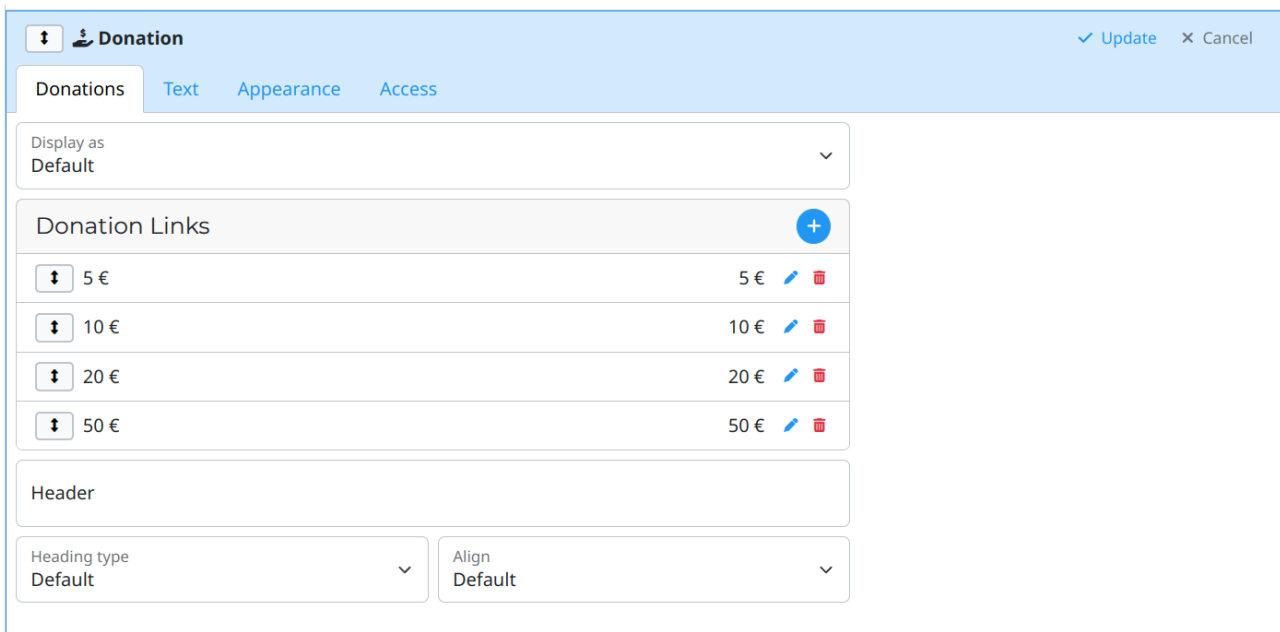 Donation
Update
Cancel
Donations
Text
Appearance
Access
Display as
Default
Donation Links
5 € 5 €
10 € 10 €
20 € 20 €
50 € 50 €
Header
Heading type
Default
Align
Default